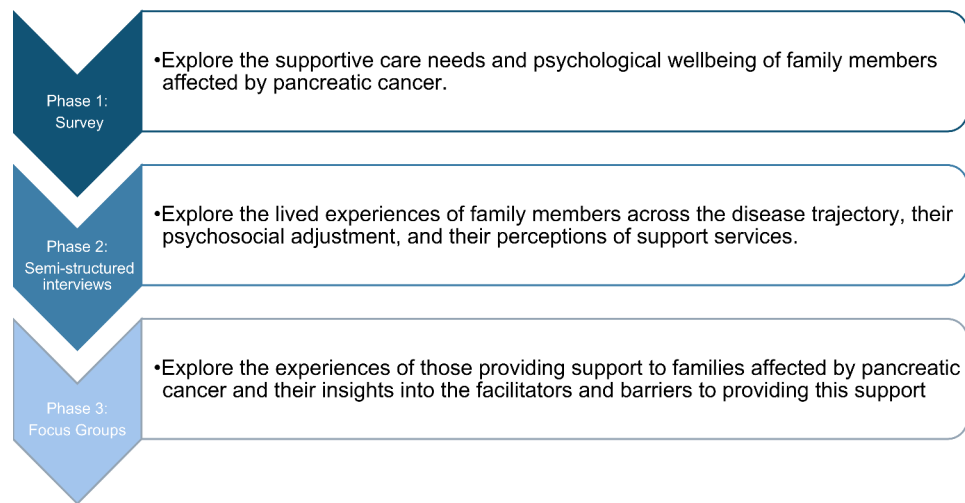 Phase 1:
Survey
•Explore the supportive care needs and psychological wellbeing of family members
affected by pancreatic cancer.
Phase 2:
Semi-structured
interviews
•Explore the lived experiences of family members across the disease trajectory, their
psychosocial adjustment, and their perceptions of support services.
Phase 3:
Focus Groups
•Explore the experiences of those providing support to families affected by pancreatic
cancer and their insights into the facilitators and barriers to providing this support